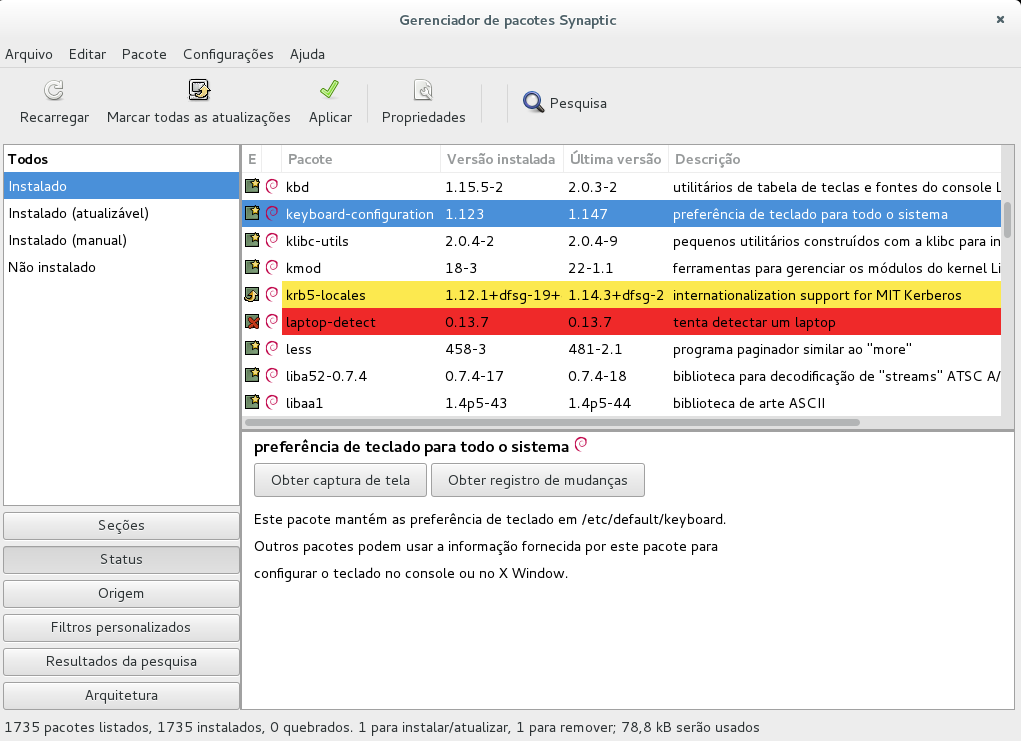 Gerenciador de pacotes Synaptic
Arquivo Editar Pacote Configurações Ajuda
Recarregar Marcar todas as atualizações Aplicar Propriedades Pesquisa
Todos
Instalado
Instalado (atualizável)
Instalado (manual)
Não instalado
Seções
Status
Origem
Filtros personalizados
Resultados da pesquisa
Arquitetura
E Pacote Versão instalada Última versão Descrição
kbd 1.15.5-2 2.0.3-2 utilitários de tabela de teclas e fontes do console L
keyboard-configuration 1.123 1.147 preferência de teclado para todo o sistema
klibc-utils 2.0.4-2 2.0.4-9 pequenos utilitários construídos com a klibc para in
kmod 18-3 22-1.1 ferramentas para gerenciar os módulos do kernel Li
krb5-locales 1.12.1+dfsg-19+ 1.14.3+dfsg-2 internationalization support for MIT Kerberos
laptop-detect 0.13.7 0.13.7 tenta detectar um laptop
less 458-3 481-2.1 programa paginador similar ao "more"
liba52-0.7.4 0.7.4-17 0.7.4-18 biblioteca para decodificação de "streams" ATSC A/
libaa1 1.4p5-43 1.4p5-44 biblioteca de arte ASCII
preferência de teclado para todo o sistema
Obter captura de tela Obter registro de mudanças
Este pacote mantém as preferência de teclado em /etc/default/keyboard.
Outros pacotes podem usar a informação fornecida por este pacote para
configurar o teclado no console ou no X Window.
1735 pacotes listados, 1735 instalados, 0 quebrados. 1 para instalar/atualizar, 1 para remover; 78,8 kB serão usados